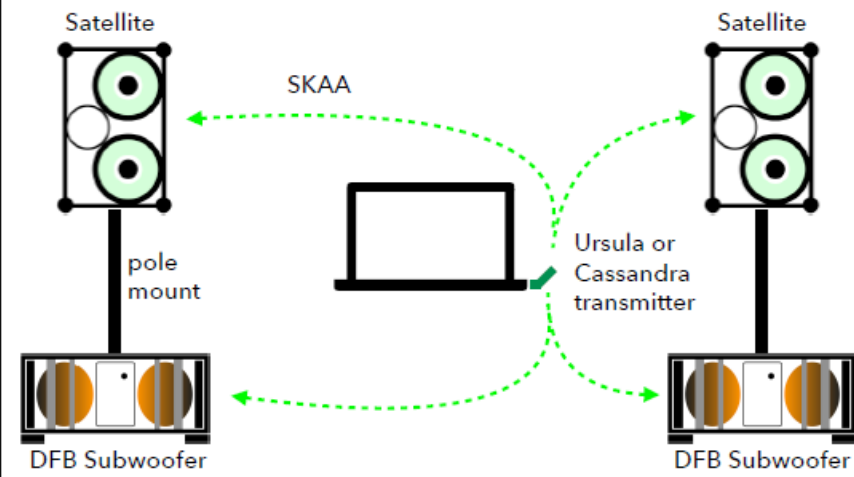 Satellite
Satellite
SKAA
Ursula or
Cassandra
transmitter
pole
mount
DFB Subwoofer
DFB Subwoofer